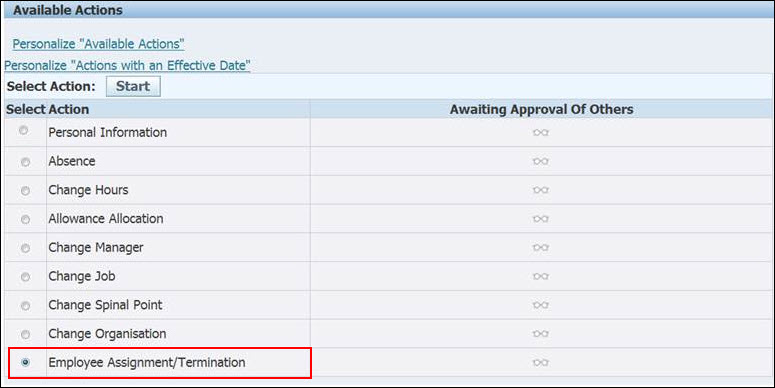 Available Actions
Personalize "Available Actions"
Personalize "Actions with an Effective Date"
Select Action: Start
Select Action Awaiting Approval Of Others
Personal Information
Absence
Change Hours
Allowance Allocation
Change Manager
Change Job
Change Spinal Point
Change Organisation
Employee Assignment/Termination